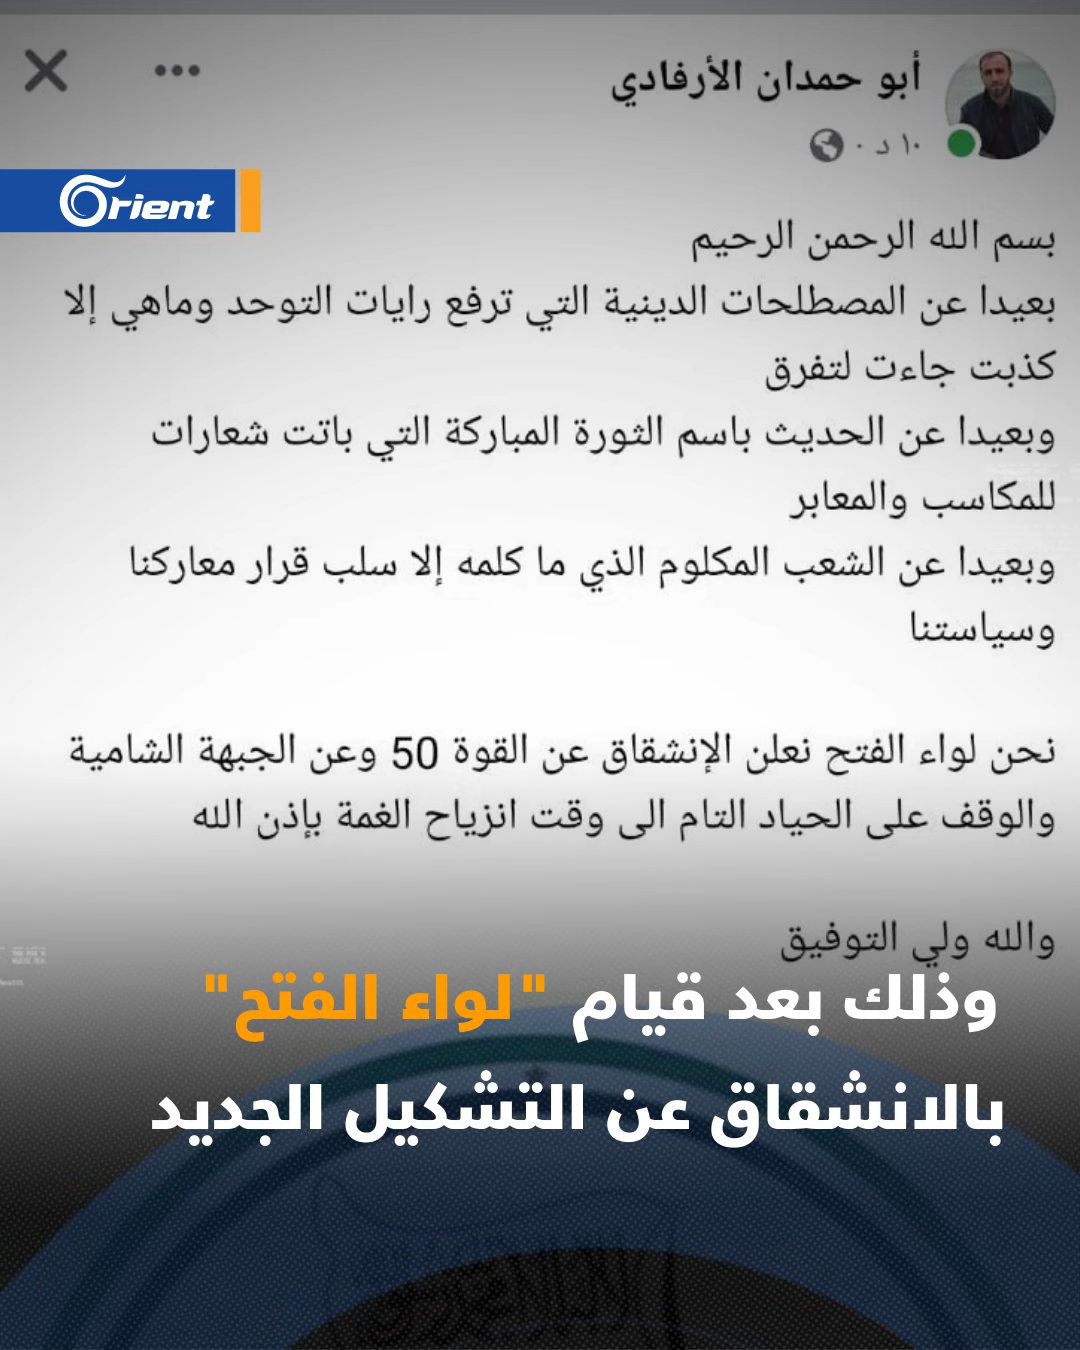 أبو حمدان الأرفادي
١٠ د ·
Orient
بسم الله الرحمن الرحيم
بعيدا عن المصطلحات الدينية التي ترفع رايات التوحد وماهي إلا
كذبت جاءت لتفرق
وبعيدا عن الحديث باسم الثورة المباركة التي باتت شعارات
للمكاسب والمعابر
وبعيدا عن الشعب المكلوم الذي ما كلمه إلا سلب قرار معاركنا
وسياستنا
نحن لواء الفتح نعلن الإنشقاق عن القوة 50 وعن الجبهة الشامية
والوقف على الحياد التام الى وقت انزياح الغمة بإذن الله
والله ولي التوفيق
وذلك بعد قيام "لواء الفتح"
بالانشقاق عن التشكيل الجديد